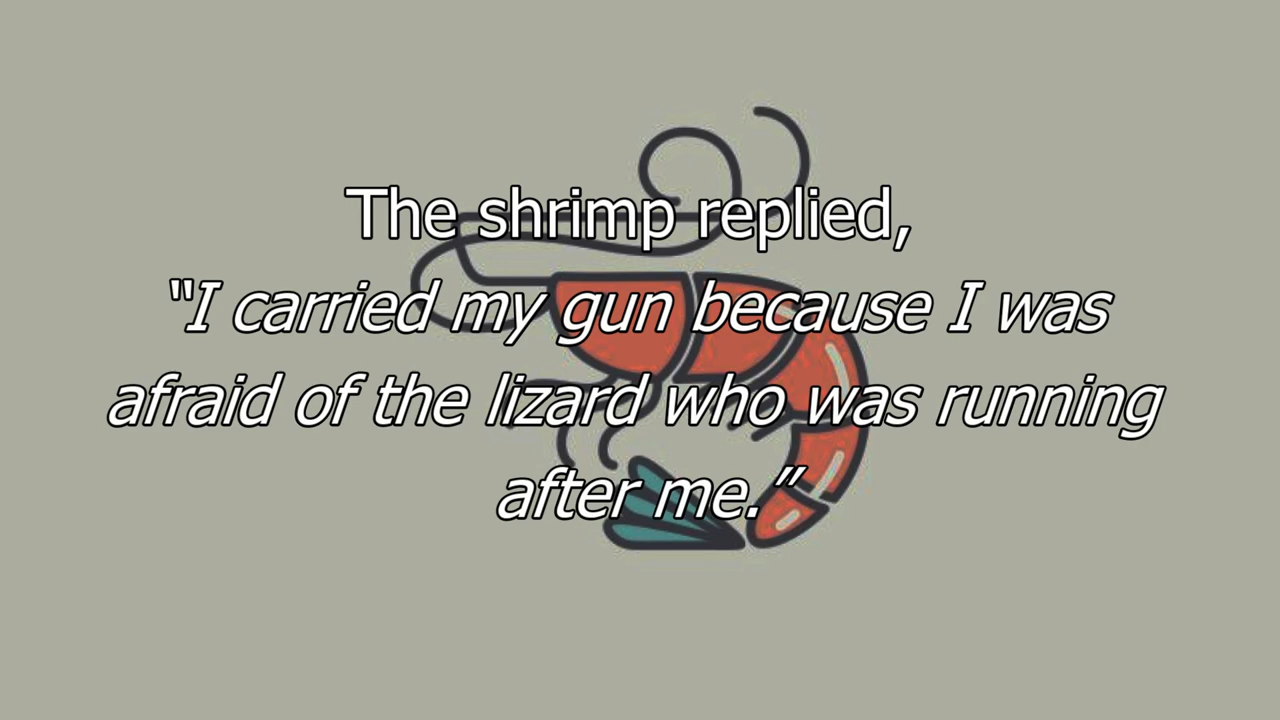 The shrimp replied,
“I carried my gun because I was
afraid of the lizard who was running
after me.”